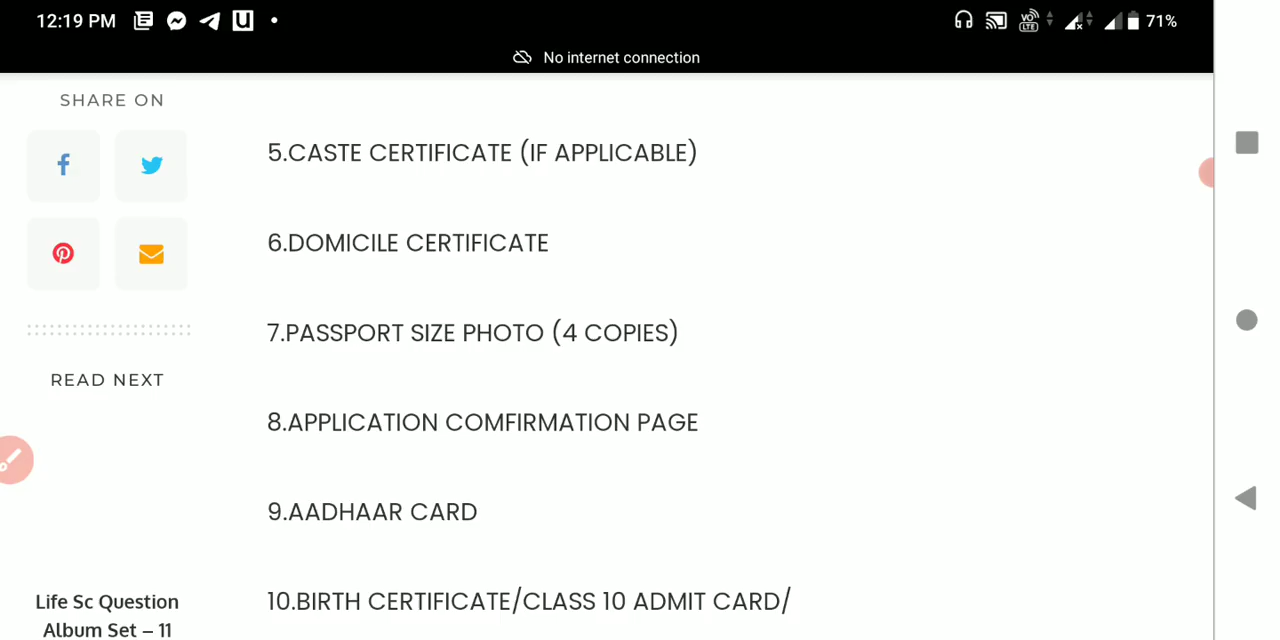 12:19 PM
VO
LTE
71%
No internet connection
SHARE ON
5.CASTE CERTIFICATE (IF APPLICABLE)
6.DOMICILE CERTIFICATE
7.PASSPORT SIZE PHOTO (4 COPIES)
READ NEXT
8.APPLICATION COMFIRMATION PAGE
9.AADHAAR CARD
10.BIRTH CERTIFICATE/CLASS 10 ADMIT CARD/
Life Sc Question
Album Set – 11